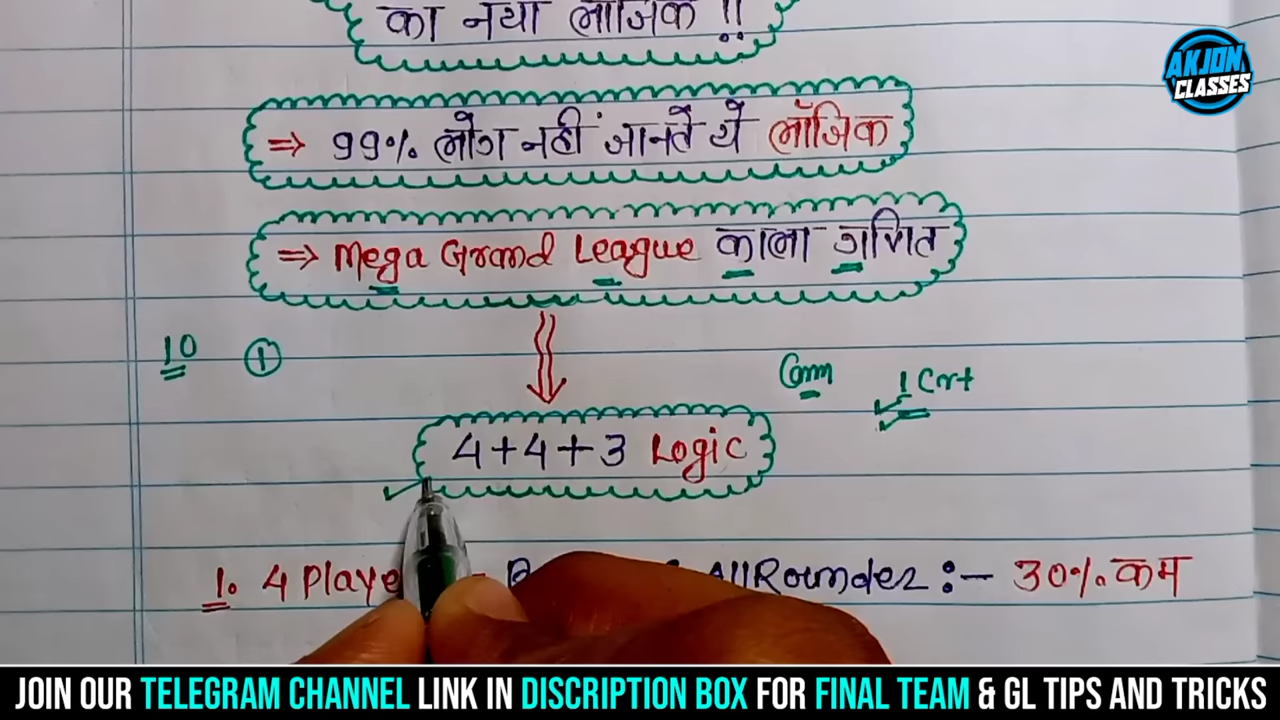 का नया लॉजिक !!
AKJON
CLASSES
⇒ 99% लोग नहीं जानते ये लॉजिक
⇒ Mega Grand League काला गणित
10 ①
1 Crt
4+4+3 Logic
1. 4 Playe AllRounder :- 30% कम
JOIN OUR TELEGRAM CHANNEL LINK IN DISCRIPTION BOX FOR FINAL TEAM & GL TIPS AND TRICKS